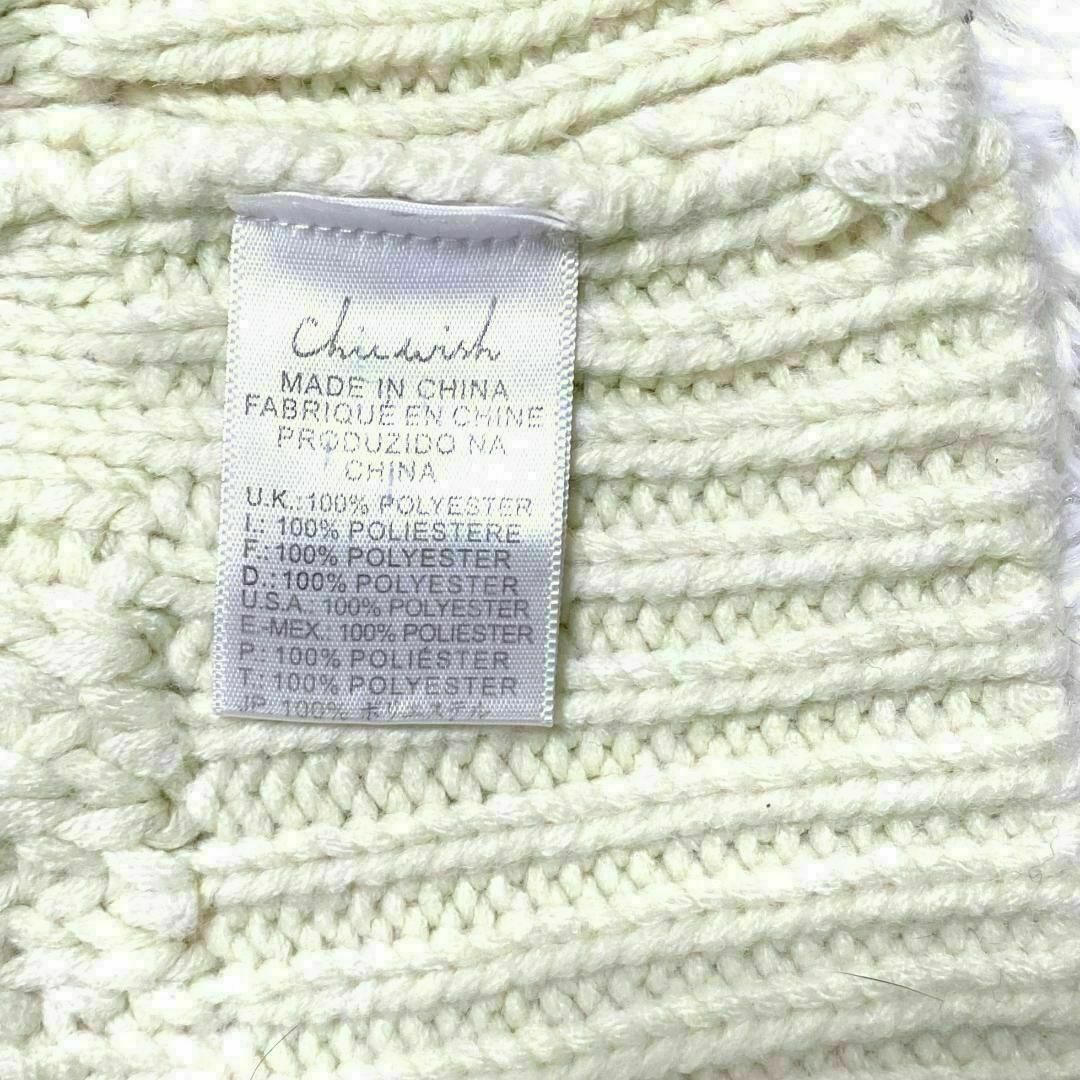 Chicwish
MADE IN CHINA
FABRIQUÉ EN CHINE
PRODUZIDO NA
CHINA
U.K.:100% POLYESTER
I.: 100% POLIESTERE
F.: 100% POLYESTER
D.: 100% POLYESTER
U.S.A.: 100% POLYESTER
E.-MEX.: 100% POLIESTER
P.: 100% POLIÉSTER
T.: 100% POLYESTER
JP. 100% ポリエステル